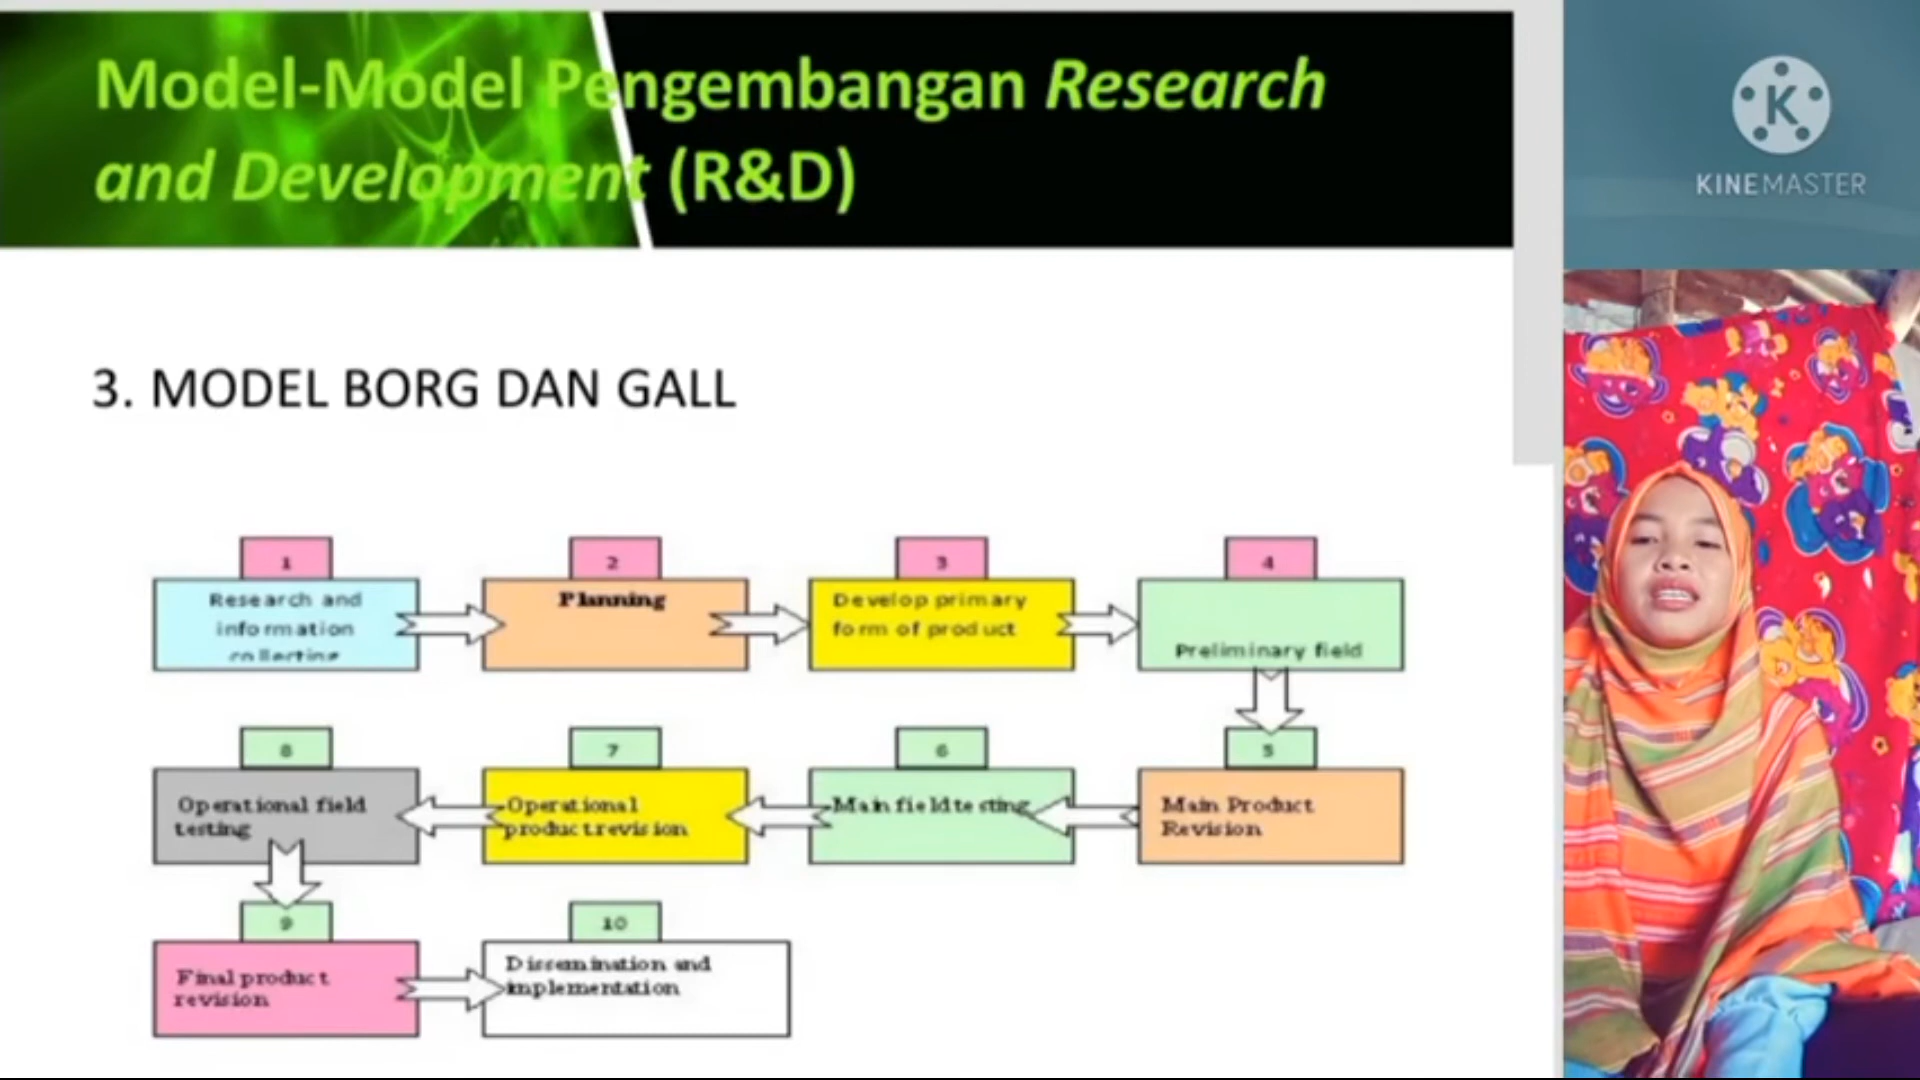 Model-Model Pengembangan Research
and Development (R&D)
K
KINEMASTER
3. MODEL BORG DAN GALL
1
2
3
4
Research and
information
collecting
Planning
Develop primary
form of product
Preliminary field
8
7
6
5
Operational field
testing
Operational
product revision
Main field testing
Main Product
Revision
9
10
Final product
revision
Dissemination and
implementation